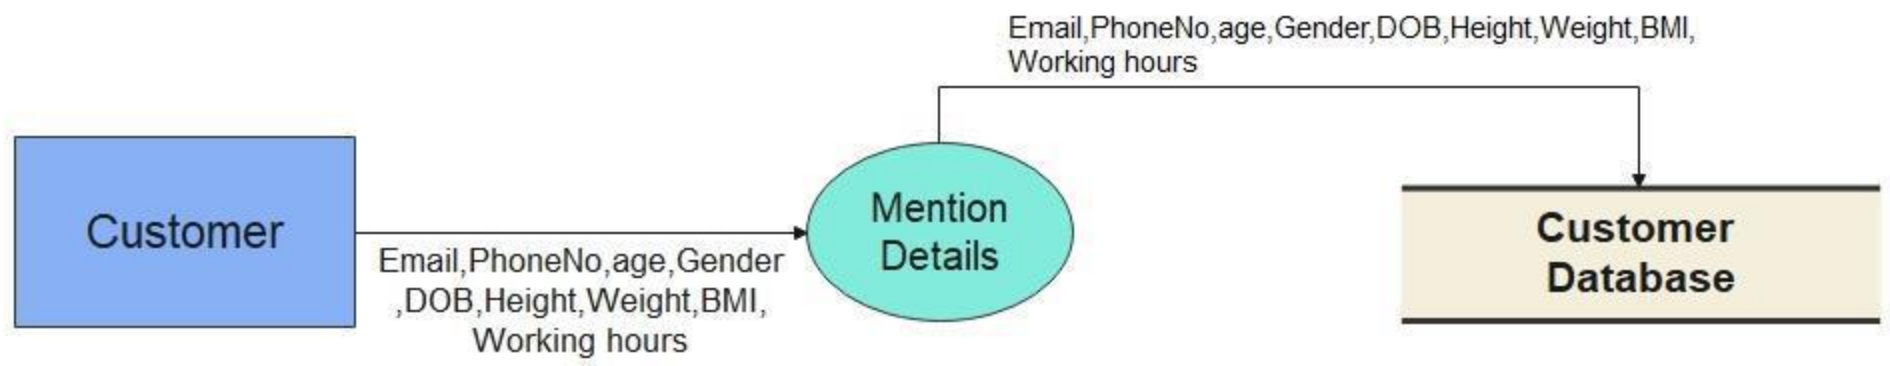 Customer
Email,PhoneNo,age,Gender
,DOB,Height,Weight,BMI,
Working hours
Mention
Details
Email,PhoneNo,age,Gender,DOB,Height,Weight,BMI,
Working hours
Customer
Database